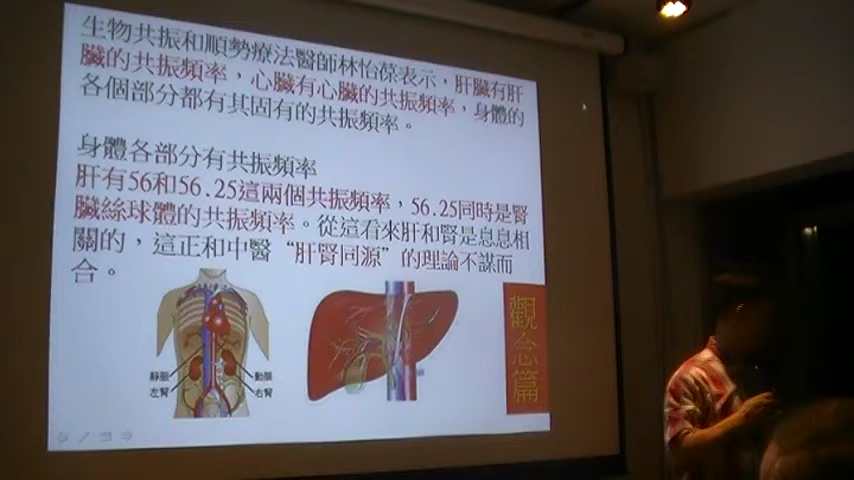 生物共振和順勢療法醫師林怡葆表示，肝臟有肝
臟的共振頻率，心臟有心臟的共振頻率，身體的
各個部分都有其固有的共振頻率。
身體各部分有共振頻率
肝有56和56.25這兩個共振頻率，56.25同時是腎
臟絲球體的共振頻率。從這看來肝和腎是息息相
關的，這正和中醫“肝腎同源”的理論不謀而
合。
靜脈
動脈
左腎
右腎
觀念篇